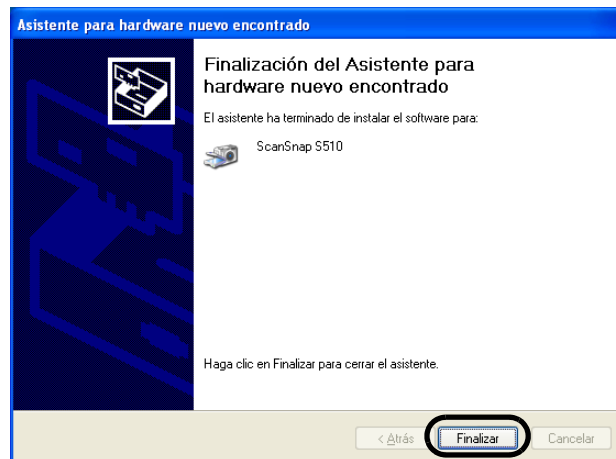 Asistente para hardware nuevo encontrado
Finalización del Asistente para
hardware nuevo encontrado
El asistente ha terminado de instalar el software para:
ScanSnap S510
Haga clic en Finalizar para cerrar el asistente.
< Atrás
Finalizar
Cancelar